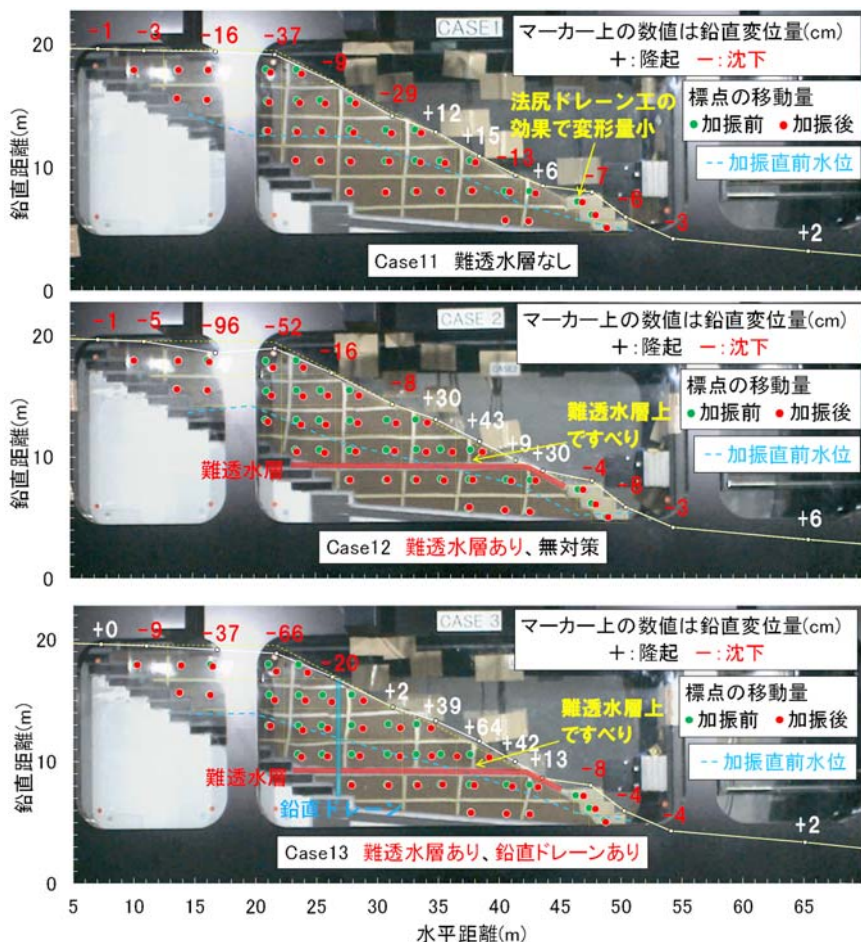 -1 -3 -16 -37 -9 -29 +12 +15 -13 +6 -7 -6 -3 +2
CASE1
マーカー上の数値は鉛直変位量(cm)
+:隆起 -:沈下
法尻ドレーン工の
効果で変形量小
標点の移動量
加振前 加振後
加振直前水位
鉛直距離(m)
20
10
0
Case11 難透水層なし
-1 -5 -96 -52 -16 -8 +30 +43 +9 +30 -4 -8 -3 +6
CASE 2
マーカー上の数値は鉛直変位量(cm)
+:隆起 -:沈下
難透水層上
ですべり
標点の移動量
加振前 加振後
加振直前水位
難透水層
鉛直距離(m)
20
10
0
Case12 難透水層あり、無対策
+0 -9 -37 -66 -20 +2 +39 +64 +42 +13 -8 -4 -4 +2
CASE 3
マーカー上の数値は鉛直変位量(cm)
+:隆起 -:沈下
難透水層上
ですべり
標点の移動量
加振前 加振後
加振直前水位
難透水層
鉛直ドレーン
鉛直距離(m)
20
10
0
Case13 難透水層あり、鉛直ドレーンあり
5 10 15 20 25 30 35 40 45 50 55 60 65
水平距離(m)